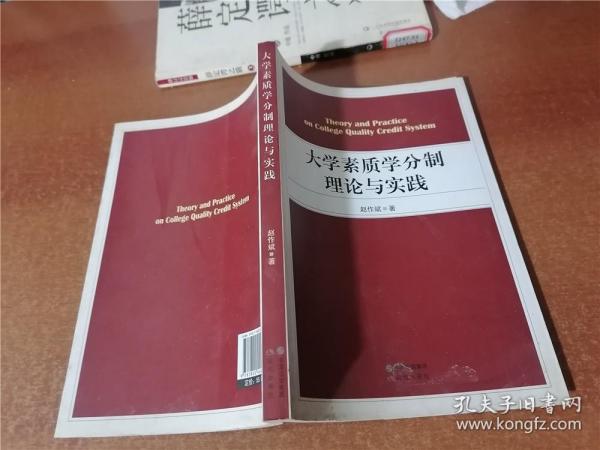 Theory and Practice
on College Quality Credit System
大学素质学分制
理论与实践
赵作斌 著
大学素质学分制理论与实践
赵作斌 著
Theory and Practice
on College Quality Credit System
薛
定
谔
孔夫子旧书网
www.kongfz.com